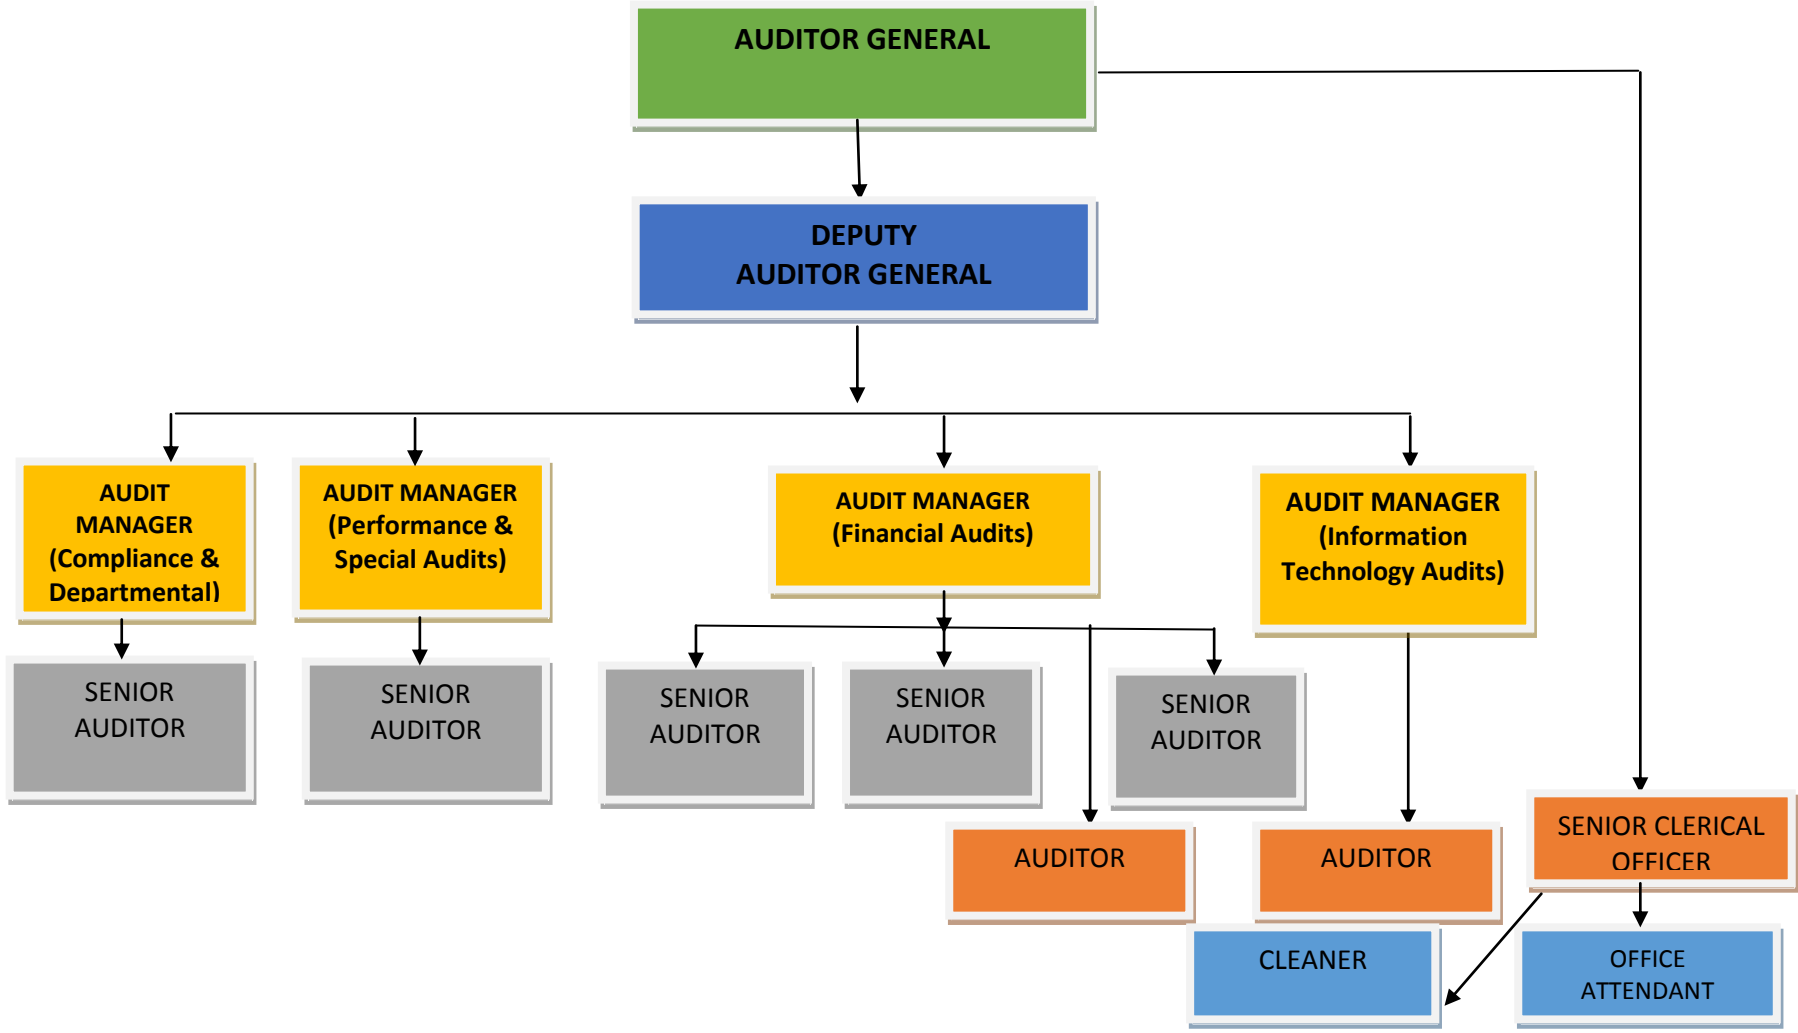 AUDITOR GENERAL
DEPUTY
AUDITOR GENERAL
AUDIT
MANAGER
(Compliance &
Departmental)
AUDIT MANAGER
(Performance &
Special Audits)
AUDIT MANAGER
(Financial Audits)
AUDIT MANAGER
(Information
Technology Audits)
SENIOR
AUDITOR
SENIOR
AUDITOR
SENIOR
AUDITOR
SENIOR
AUDITOR
SENIOR
AUDITOR
AUDITOR
AUDITOR
SENIOR CLERICAL
OFFICER
CLEANER
OFFICE
ATTENDANT